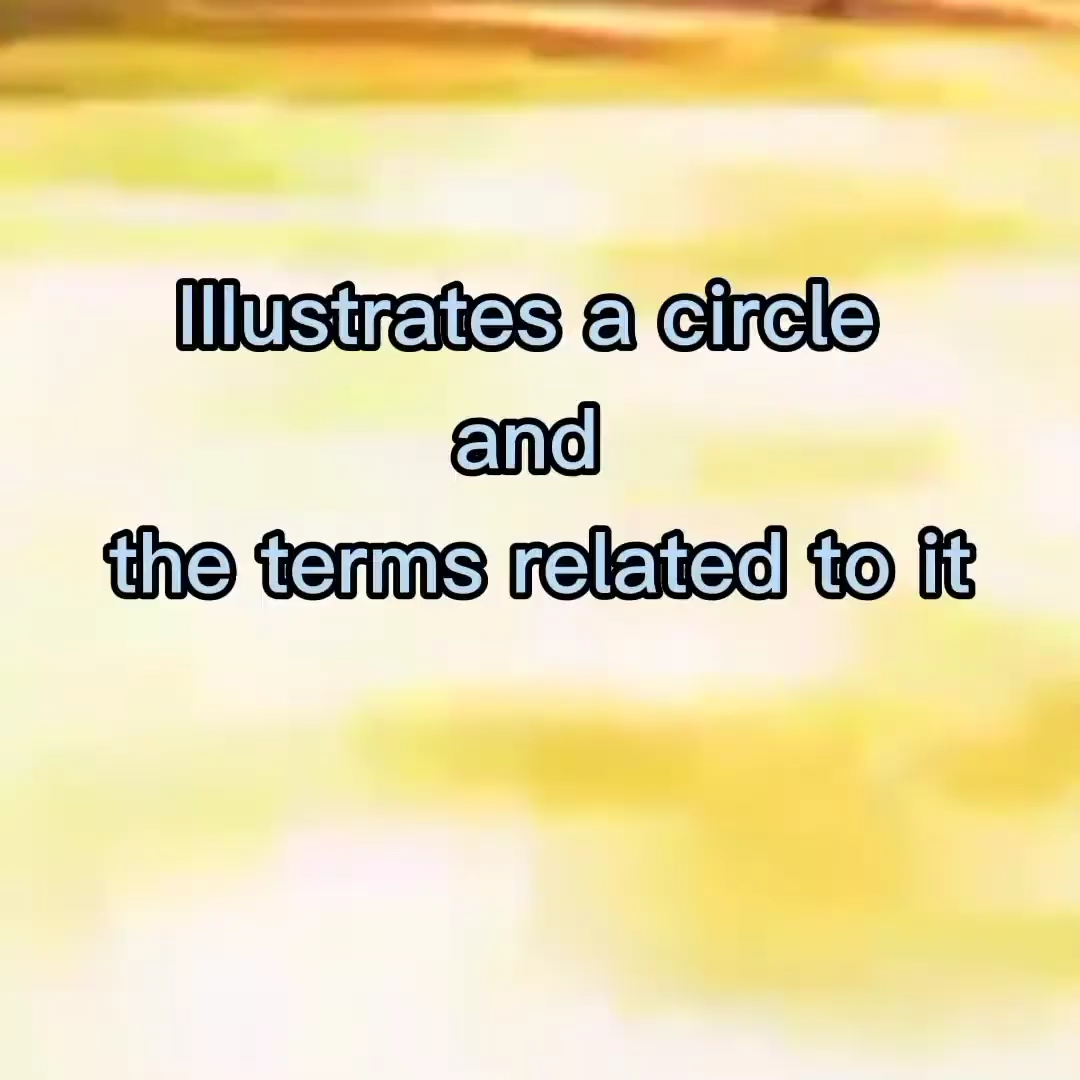 Illustrates a circle
and
the terms related to it